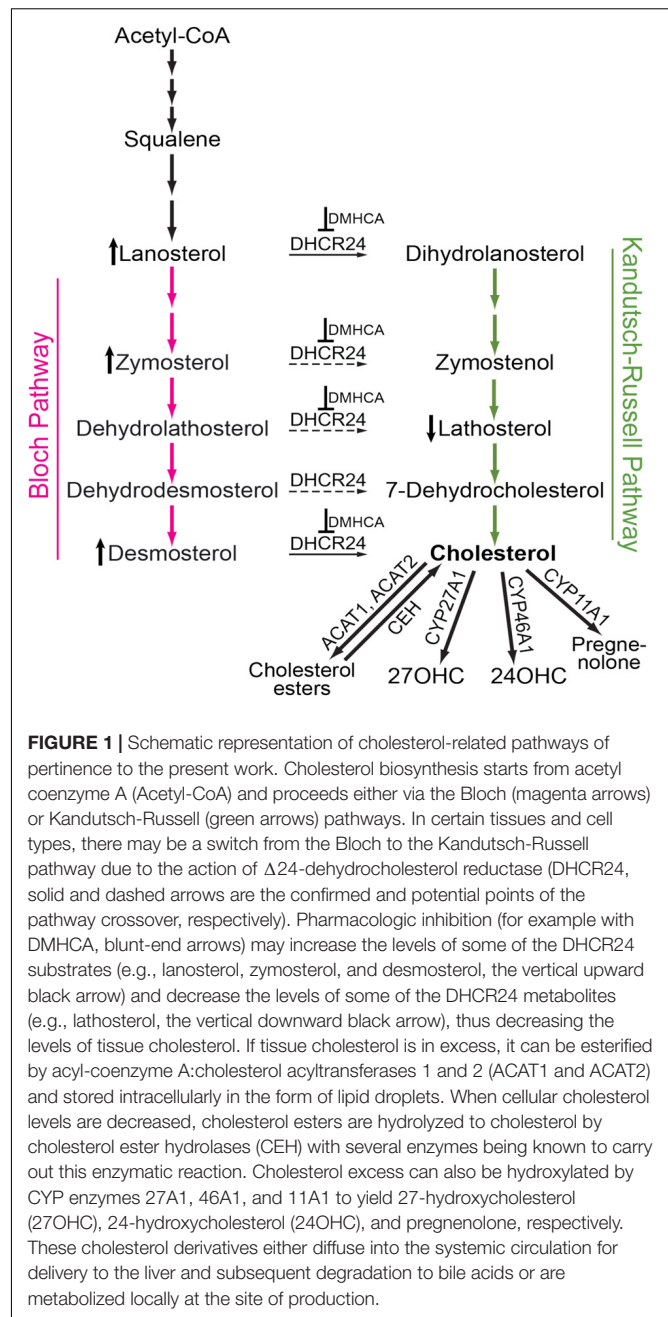 Acetyl-CoA
Squalene
DMHCA
Lanosterol DHCR24 Dihydrolanosterol
DMHCA
Zymosterol DHCR24 Zymostenol
DMHCA
Dehydrolathosterol DHCR24 Lathosterol
Dehydrodesmosterol DHCR24 7-Dehydrocholesterol
DMHCA
Desmosterol DHCR24 Cholesterol
Bloch Pathway
Kandutsch-Russell Pathway
ACAT1, ACAT2
CEH
CYP27A1
CYP46A1
CYP11A1
Cholesterol
esters
27OHC
24OHC
Pregne-
nolone
FIGURE 1 | Schematic representation of cholesterol-related pathways of
pertinence to the present work. Cholesterol biosynthesis starts from acetyl
coenzyme A (Acetyl-CoA) and proceeds either via the Bloch (magenta arrows)
or Kandutsch-Russell (green arrows) pathways. In certain tissues and cell
types, there may be a switch from the Bloch to the Kandutsch-Russell
pathway due to the action of Δ24-dehydrocholesterol reductase (DHCR24,
solid and dashed arrows are the confirmed and potential points of the
pathway crossover, respectively). Pharmacologic inhibition (for example with
DMHCA, blunt-end arrows) may increase the levels of some of the DHCR24
substrates (e.g., lanosterol, zymosterol, and desmosterol, the vertical upward
black arrow) and decrease the levels of some of the DHCR24 metabolites
(e.g., lathosterol, the vertical downward black arrow), thus decreasing the
levels of tissue cholesterol. If tissue cholesterol is in excess, it can be esterified
by acyl-coenzyme A:cholesterol acyltransferases 1 and 2 (ACAT1 and ACAT2)
and stored intracellularly in the form of lipid droplets. When cellular cholesterol
levels are decreased, cholesterol esters are hydrolyzed to cholesterol by
cholesterol ester hydrolases (CEH) with several enzymes being known to carry
out this enzymatic reaction. Cholesterol excess can also be hydroxylated by
CYP enzymes 27A1, 46A1, and 11A1 to yield 27-hydroxycholesterol
(27OHC), 24-hydroxycholesterol (24OHC), and pregnenolone, respectively.
These cholesterol derivatives either diffuse into the systemic circulation for
delivery to the liver and subsequent degradation to bile acids or are
metabolized locally at the site of production.